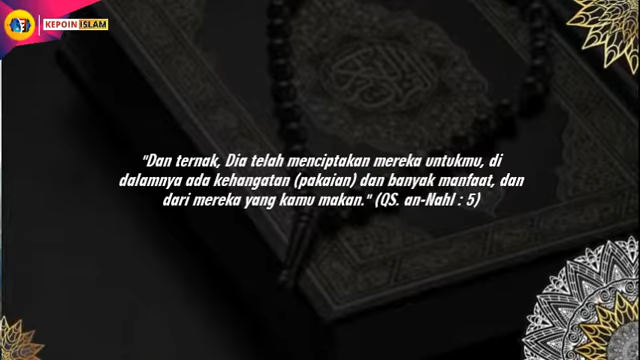 KEPOIN ISLAM
"Dan ternak, Dia telah menciptakan mereka untukmu, di
dalamnya ada kehangatan (pakaian) dan banyak manfaat, dan
dari mereka yang kamu makan." (QS. an-Nahl : 5)